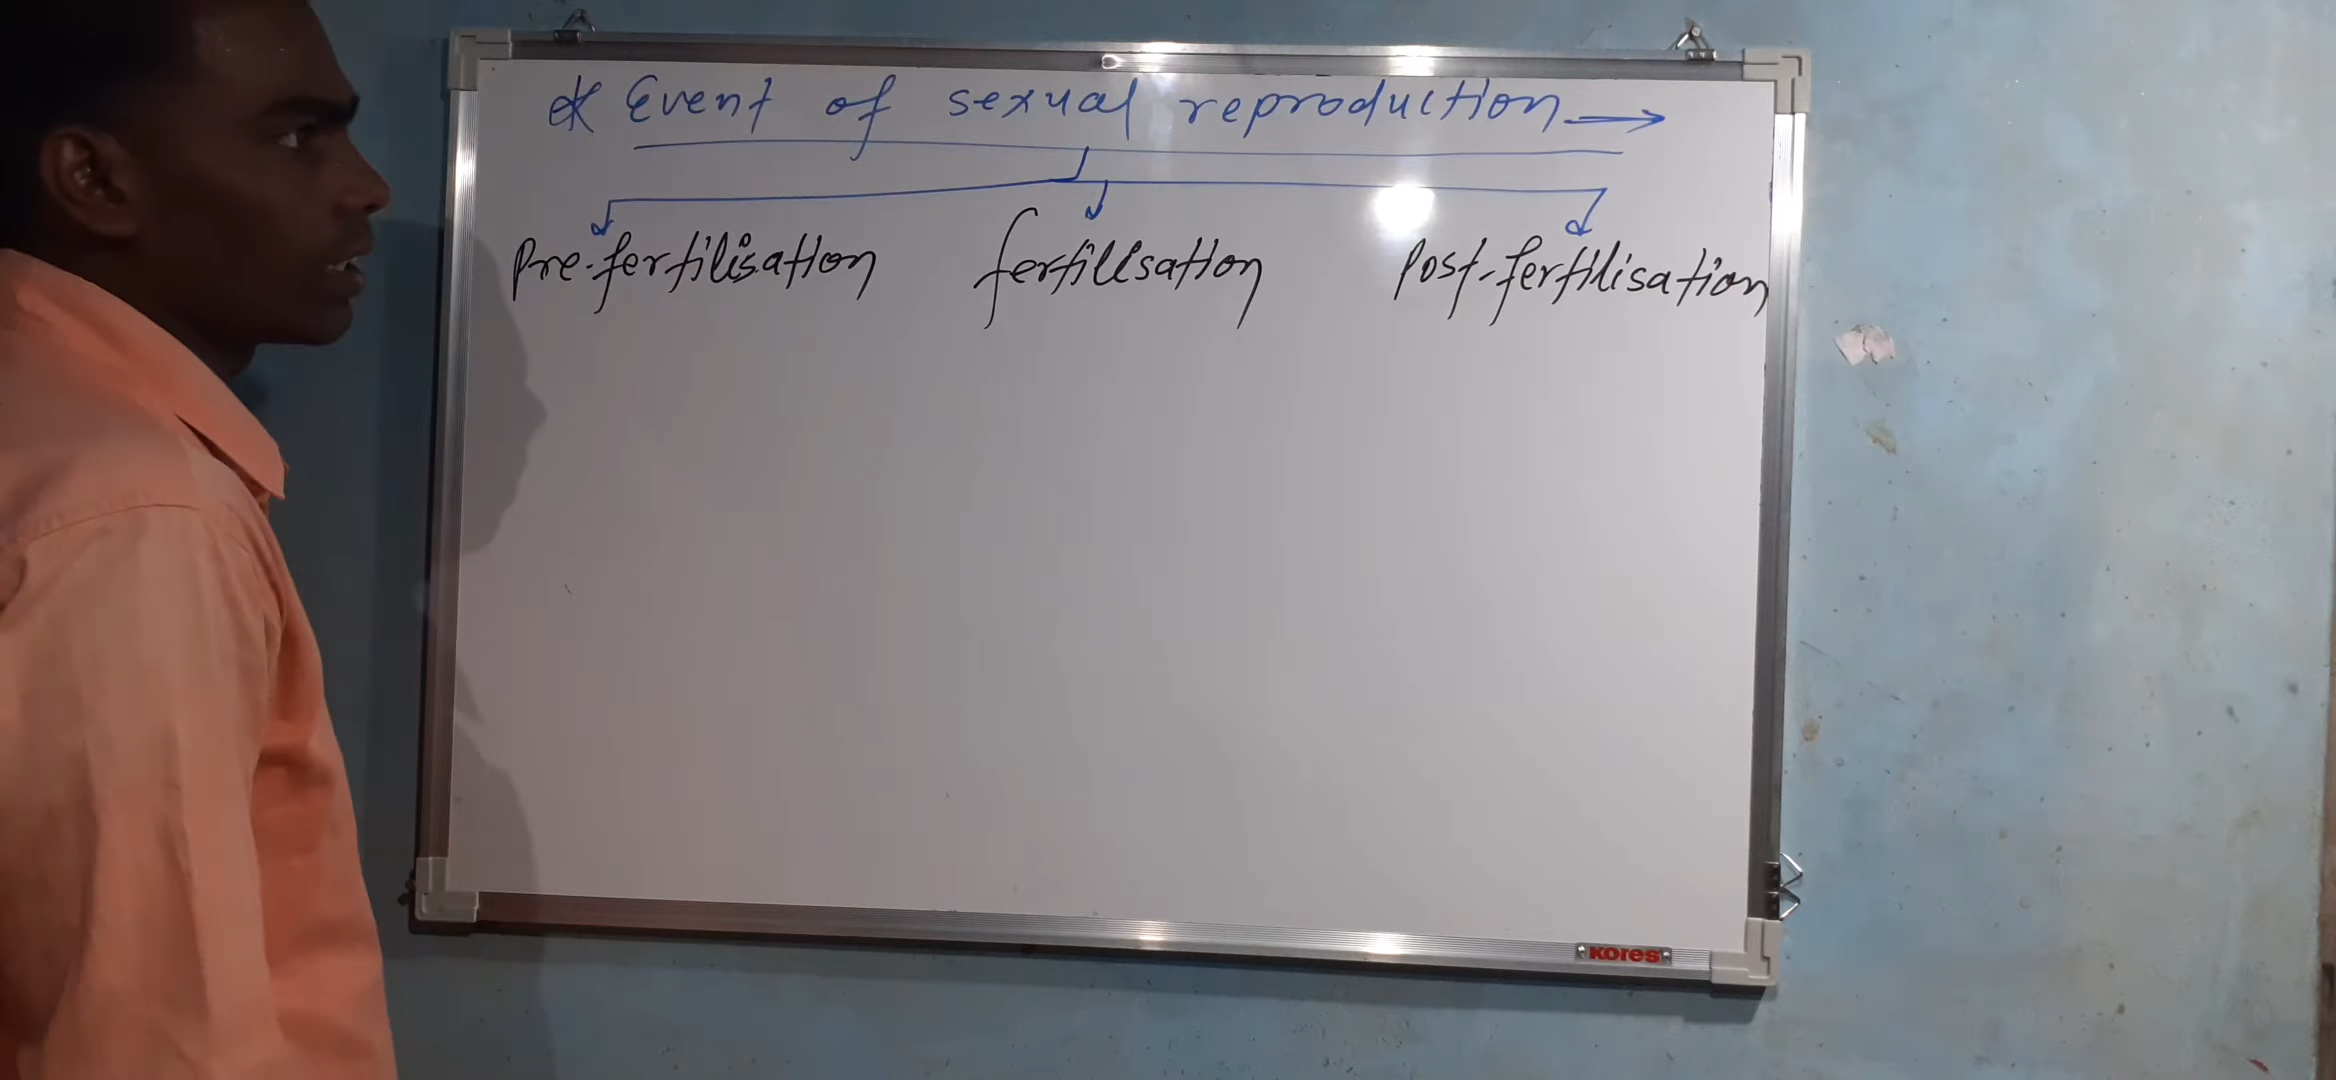 * Event of sexual reproduction →
Pre-fertilisation fertilisation Post-fertilisation
Kores